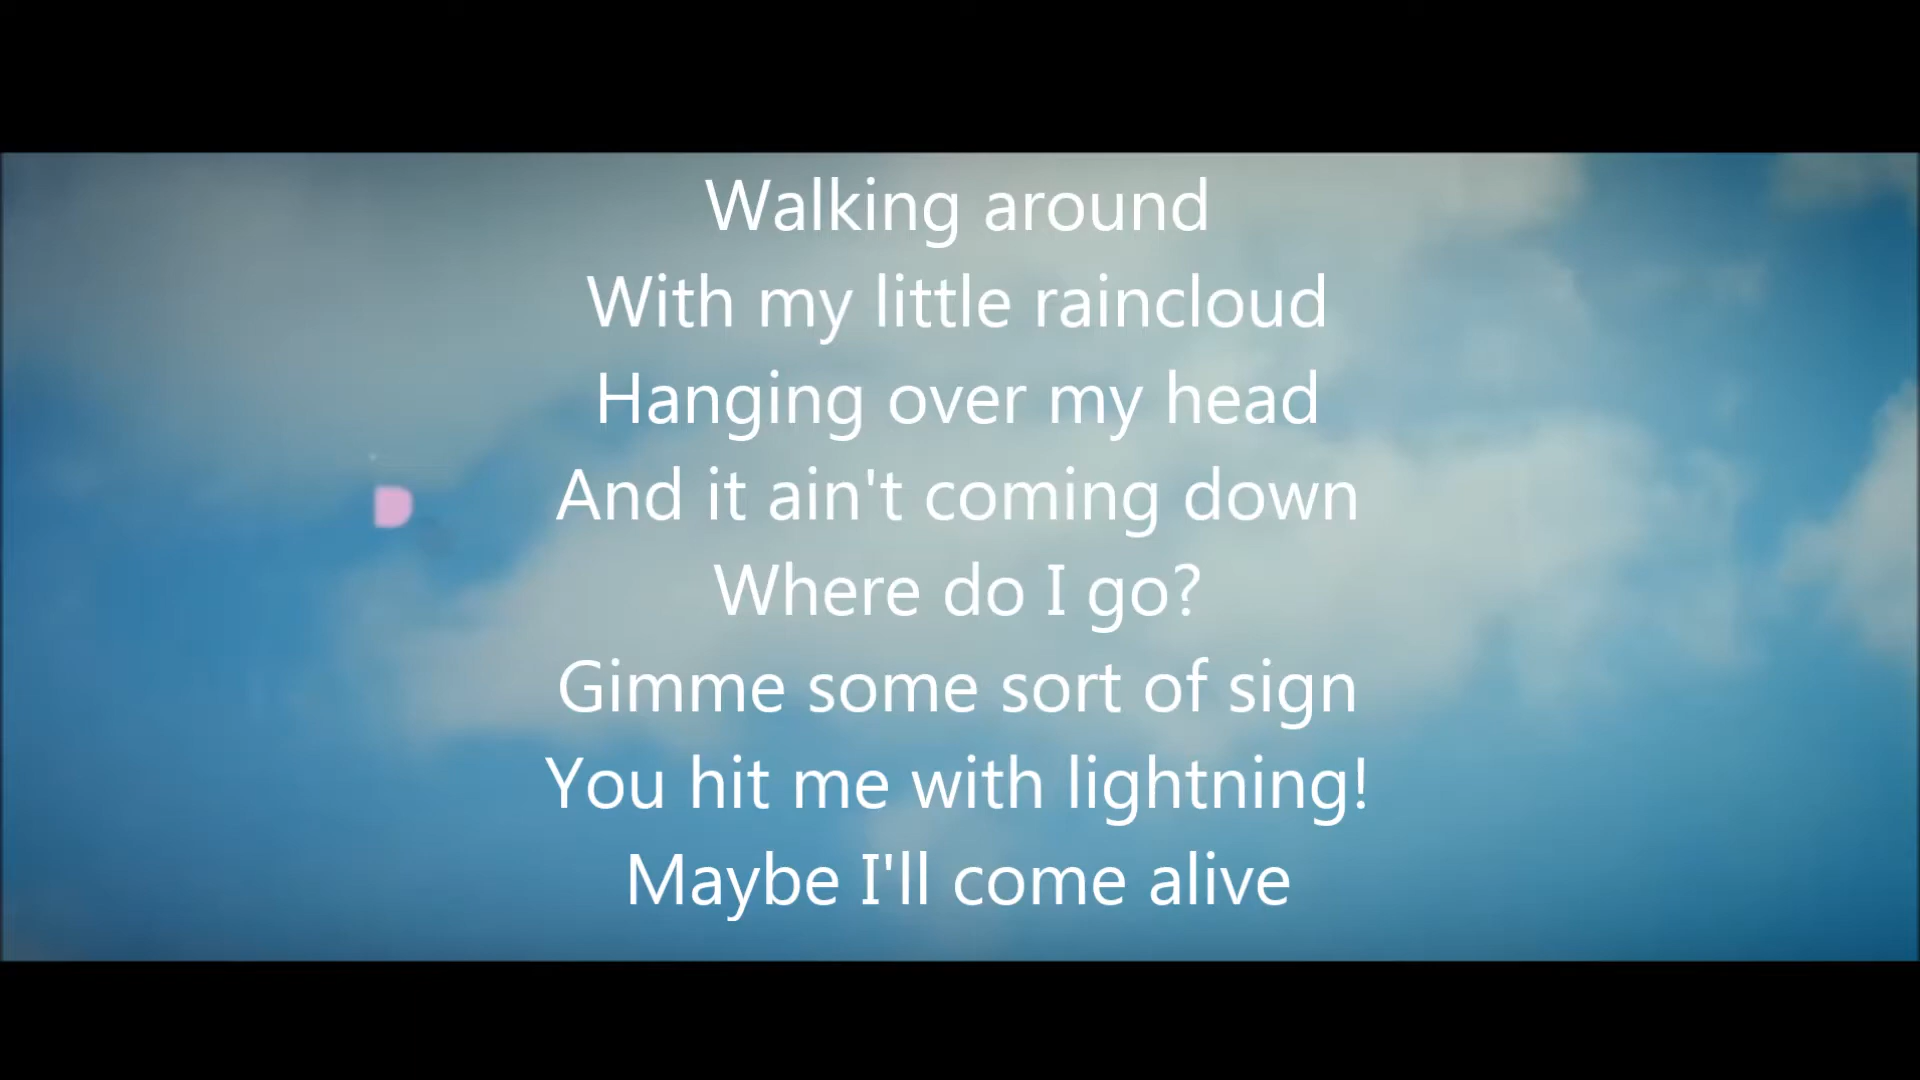 Walking around
With my little raincloud
Hanging over my head
And it ain't coming down
Where do I go?
Gimme some sort of sign
You hit me with lightning!
Maybe I'll come alive